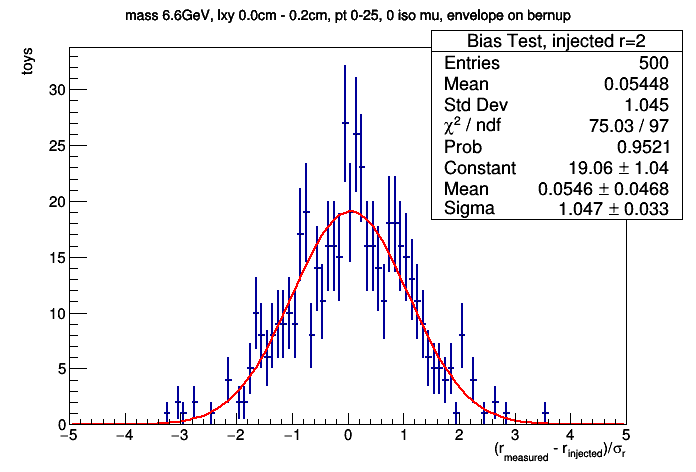 mass 6.6GeV, lxy 0.0cm - 0.2cm, pt 0-25, 0 iso mu, envelope on bernup
Bias Test, injected r=2
Entries 500
Mean 0.05448
Std Dev 1.045
χ² / ndf 75.03 / 97
Prob 0.9521
Constant 19.06 ± 1.04
Mean 0.0546 ± 0.0468
Sigma 1.047 ± 0.033
toys
30
25
20
15
10
5
0
−5 −4 −3 −2 −1 0 1 2 3 4 5
(r_measured - r_injected)/σ_r